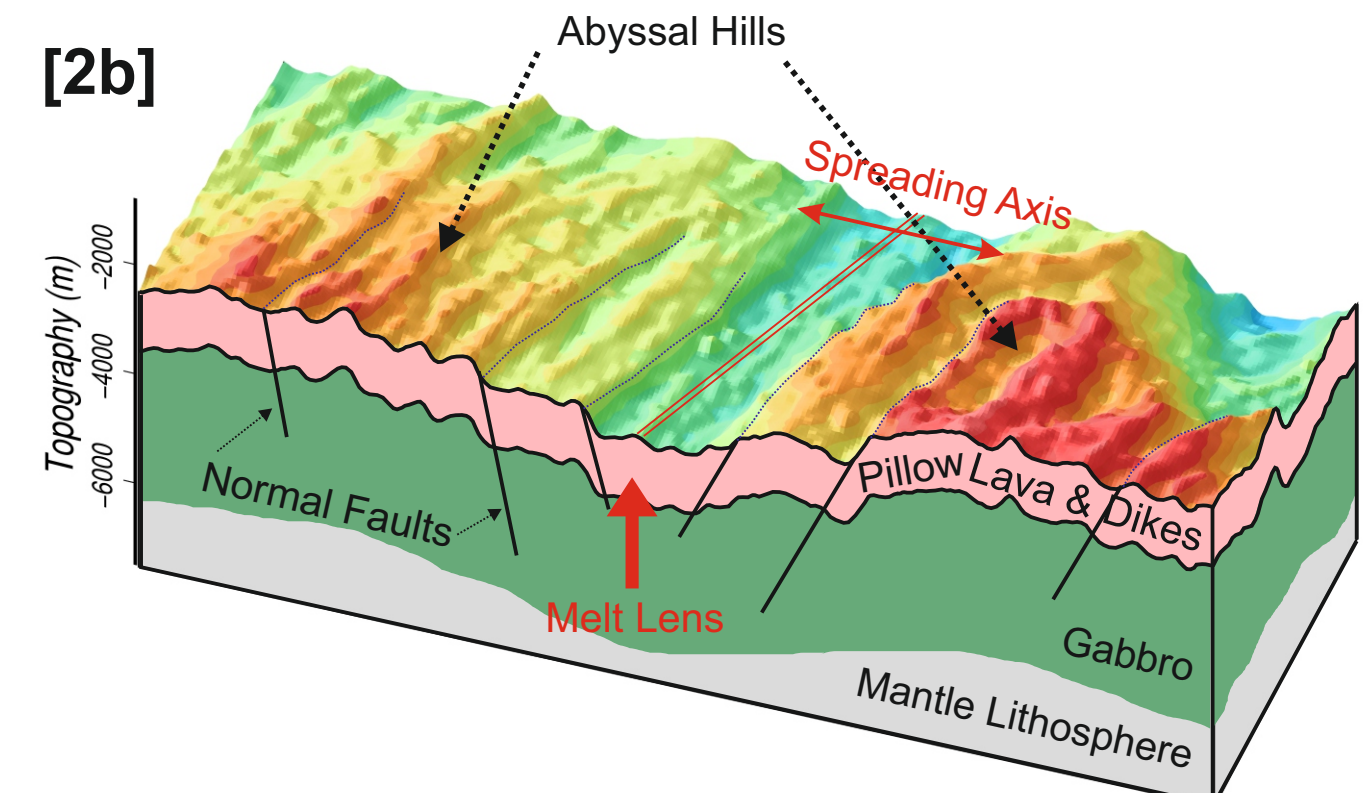 [2b]
Abyssal Hills
Spreading Axis
Topography (m)
−2000
−4000
−6000
Normal Faults
Pillow Lava & Dikes
Melt Lens
Gabbro
Mantle Lithosphere